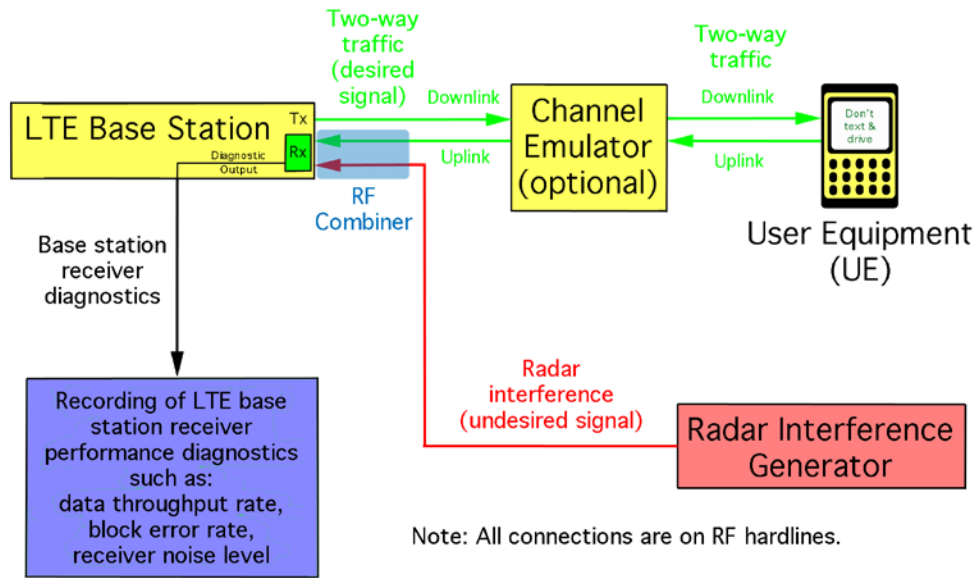 Two-way
traffic
(desired
signal)
Two-way
traffic
LTE Base Station
Tx
Rx
Diagnostic
Output
Downlink
Uplink
RF
Combiner
Channel
Emulator
(optional)
Downlink
Uplink
Don't
text &
drive
User Equipment
(UE)
Base station
receiver
diagnostics
Recording of LTE base
station receiver
performance diagnostics
such as:
data throughput rate,
block error rate,
receiver noise level
Radar
interference
(undesired signal)
Radar Interference
Generator
Note: All connections are on RF hardlines.